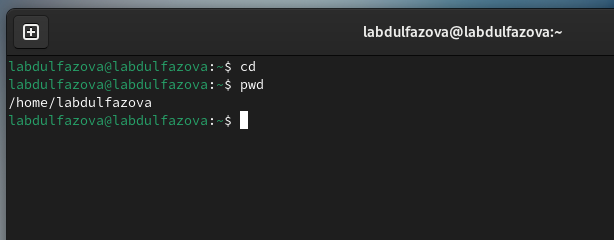 labdulfazova@labdulfazova:~
labdulfazova@labdulfazova:~$ cd
labdulfazova@labdulfazova:~$ pwd
/home/labdulfazova
labdulfazova@labdulfazova:~$